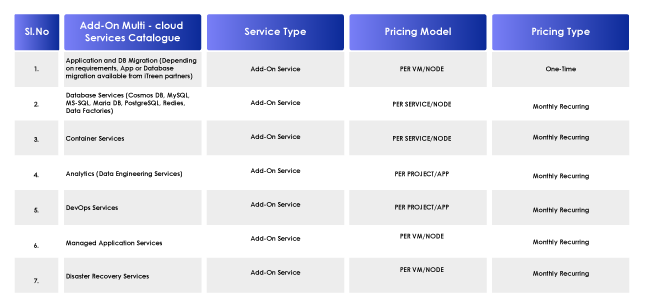 Sl.No
Add-On Multi - cloud
Services Catalogue
Service Type
Pricing Model
Pricing Type
1.
Application and DB Migration (Depending
on requirements, App or Database
migration available from iTreen partners)
Add-On Service
PER VM/NODE
One-Time
2.
Database Services (Cosmos DB, MySQL,
MS-SQL, Maria DB, PostgreSQL, Redies,
Data Factories)
Add-On Service
PER SERVICE/NODE
Monthly Recurring
3.
Container Services
Add-On Service
PER SERVICE/NODE
Monthly Recurring
4.
Analytics (Data Engineering Services)
Add-On Service
PER PROJECT/APP
Monthly Recurring
5.
DevOps Services
Add-On Service
PER PROJECT/APP
Monthly Recurring
6.
Managed Application Services
Add-On Service
PER VM/NODE
Monthly Recurring
7.
Disaster Recovery Services
Add-On Service
PER VM/NODE
Monthly Recurring